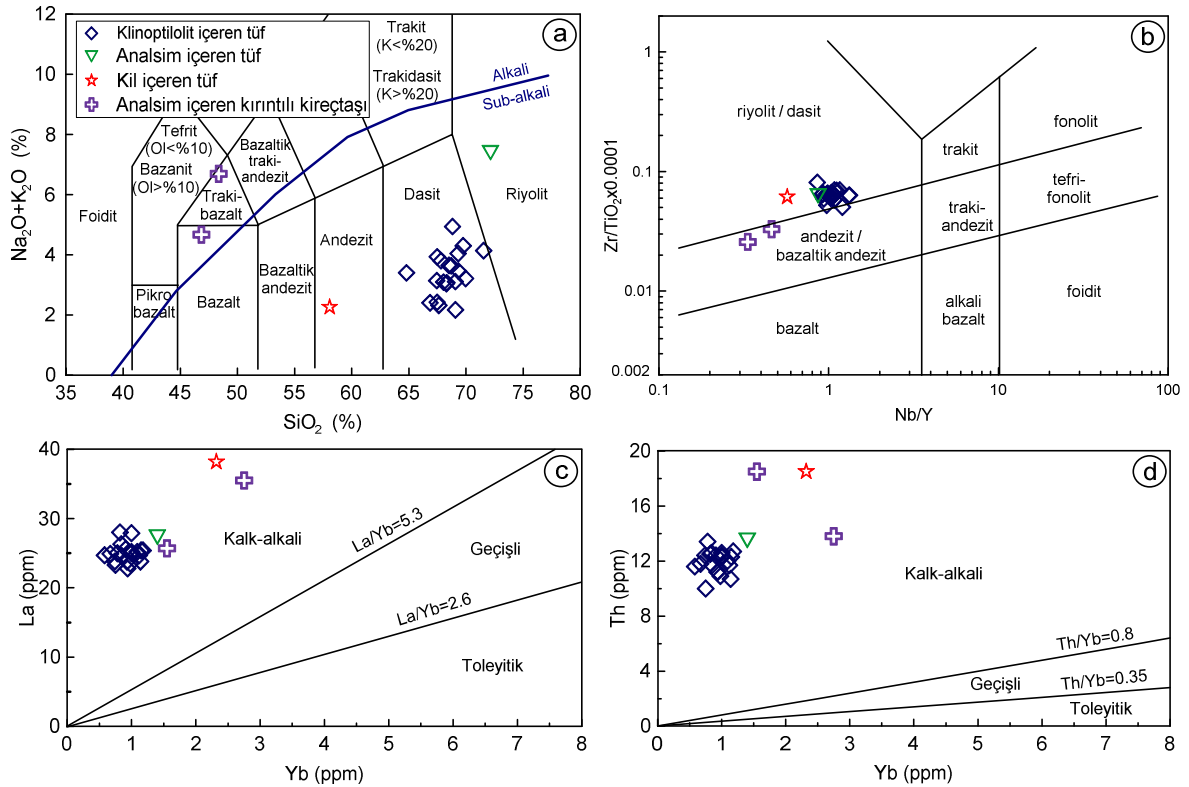 a
Klinoptilolit içeren tüf
Analsim içeren tüf
Kil içeren tüf
Analsim içeren kırıntılı kireçtaşı
Trakit
(K<%20)
Trakidasit
(K>%20)
Alkali
Sub-alkali
Tefrit
(Ol<%10)
Bazanit
(Ol>%10)
Bazaltik
traki-
andezit
Traki-
bazalt
Foidit
Dasit
Riyolit
Andezit
Bazaltik
andezit
Pikro
bazalt
Bazalt
Na2O+K2O (%)
0
2
4
6
8
10
12
35
40
45
50
55
60
65
70
75
80
SiO2 (%)
b
riyolit / dasit
fonolit
trakit
tefri-
fonolit
traki-
andezit
andezit /
bazaltik andezit
bazalt
alkali
bazalt
foidit
Zr/TiO2x0.0001
1
0.1
0.01
0.002
0.1
1
10
100
Nb/Y
c
Kalk-alkali
La/Yb=5.3
Geçişli
La/Yb=2.6
Toleyitik
La (ppm)
0
10
20
30
40
0
1
2
3
4
5
6
7
8
Yb (ppm)
d
Kalk-alkali
Th/Yb=0.8
Geçişli
Th/Yb=0.35
Toleyitik
Th (ppm)
0
2
4
6
8
10
12
14
16
18
20
0
1
2
3
4
5
6
7
8
Yb (ppm)